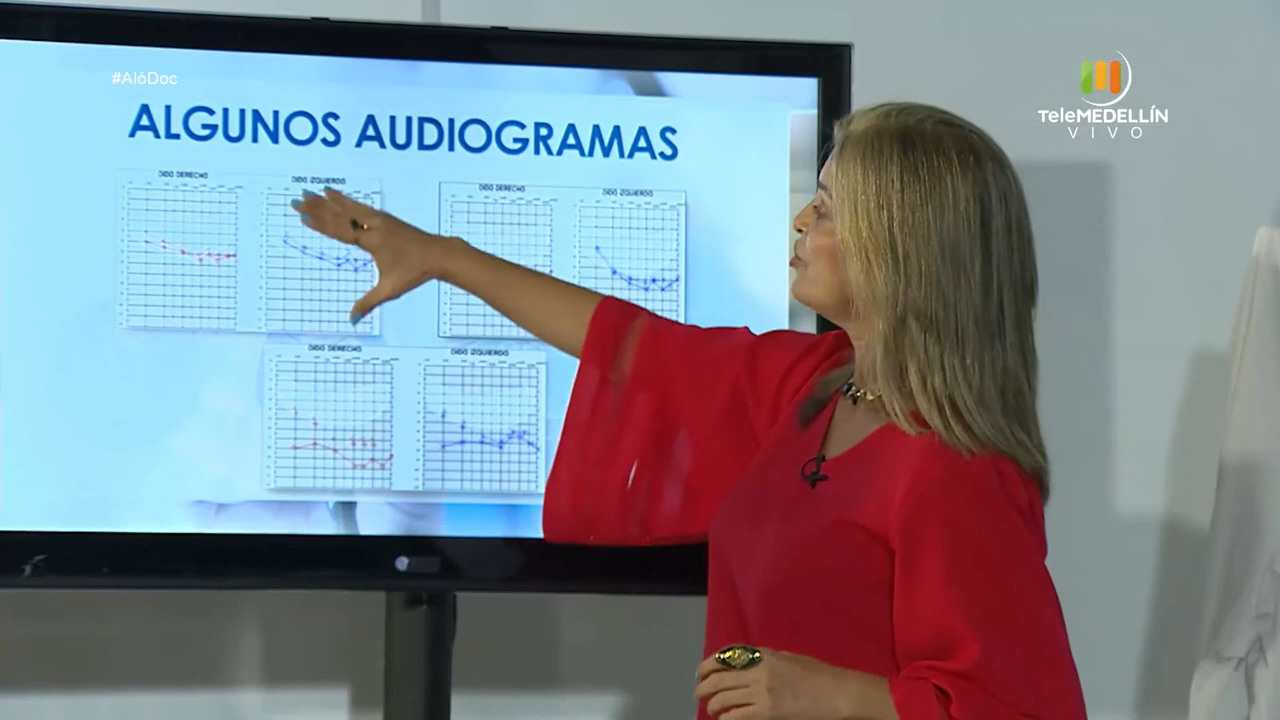 #AlóDoc
TeleMEDELLÍN
VIVO
ALGUNOS AUDIOGRAMAS
OIDO DERECHO
OIDO IZQUIERDO
OIDO DERECHO
OIDO IZQUIERDO
OIDO DERECHO
OIDO IZQUIERDO